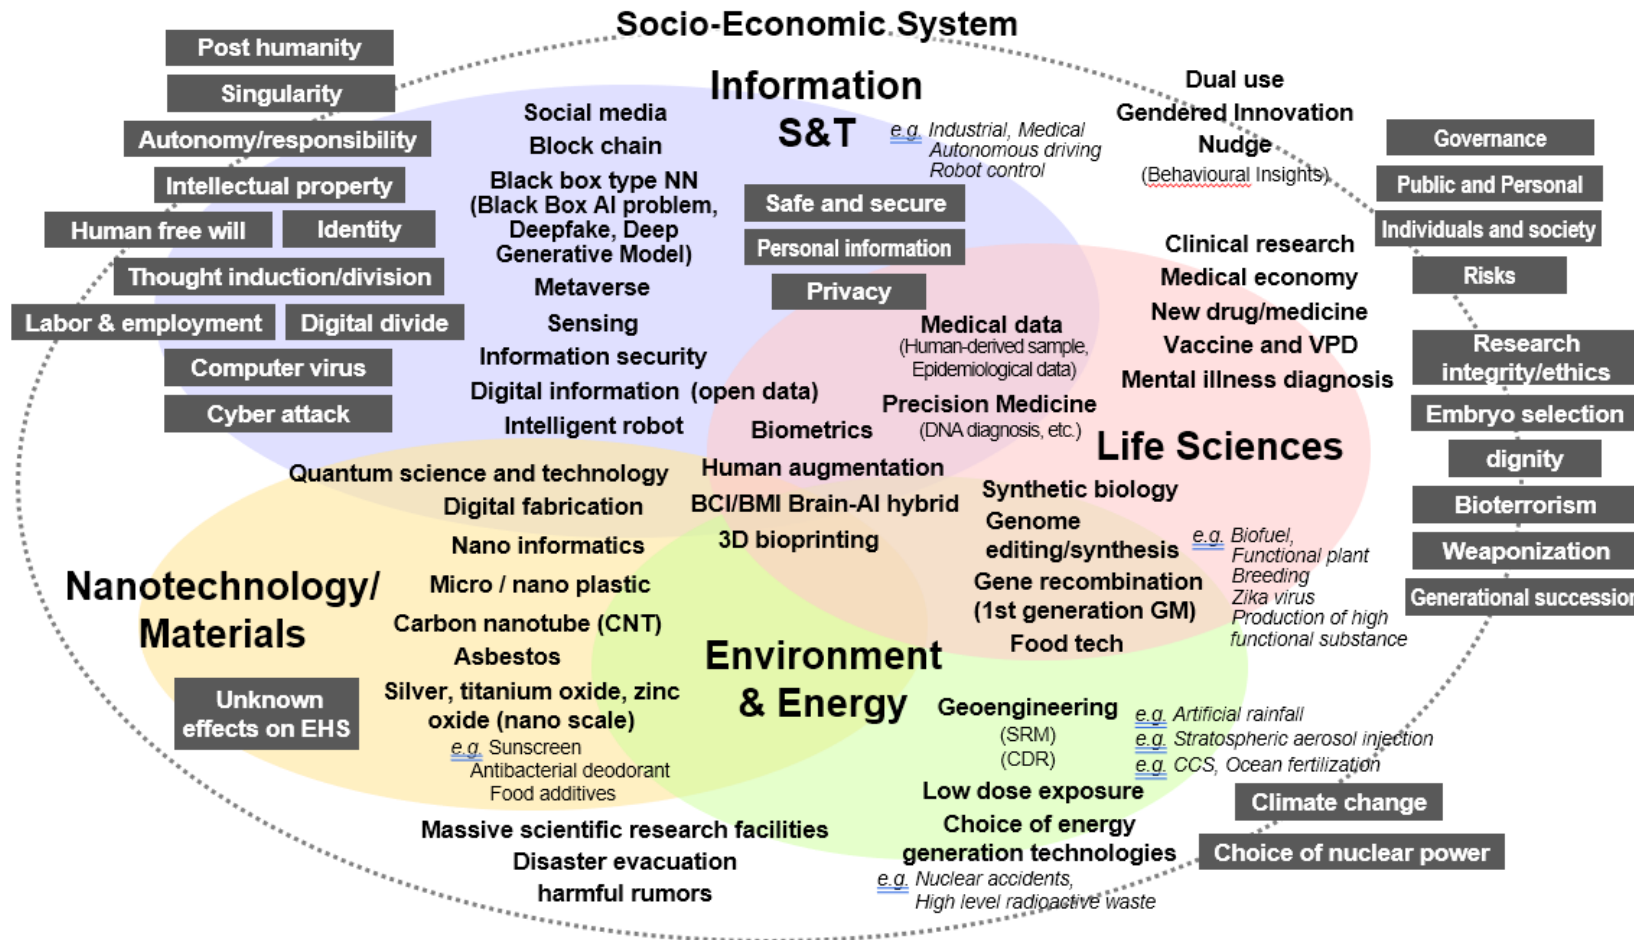 Socio-Economic System
Post humanity
Singularity
Autonomy/responsibility
Intellectual property
Human free will
Identity
Thought induction/division
Labor & employment
Digital divide
Computer virus
Cyber attack
Information
S&T
e.g. Industrial, Medical
Autonomous driving
Robot control
Social media
Block chain
Black box type NN
(Black Box AI problem,
Deepfake, Deep
Generative Model)
Metaverse
Sensing
Information security
Digital information (open data)
Intelligent robot
Safe and secure
Personal information
Privacy
Dual use
Gendered Innovation
Nudge
(Behavioural Insights)
Governance
Public and Personal
Individuals and society
Risks
Clinical research
Medical economy
New drug/medicine
Vaccine and VPD
Mental illness diagnosis
Medical data
(Human-derived sample,
Epidemiological data)
Precision Medicine
(DNA diagnosis, etc.)
Biometrics
Human augmentation
BCI/BMI Brain-AI hybrid
3D bioprinting
Life Sciences
Research
integrity/ethics
Embryo selection
dignity
Bioterrorism
Weaponization
Generational succession
Synthetic biology
Genome
editing/synthesis
Gene recombination
(1st generation GM)
Food tech
e.g. Biofuel,
Functional plant
Breeding
Zika virus
Production of high
functional substance
Quantum science and technology
Digital fabrication
Nano informatics
Micro / nano plastic
Carbon nanotube (CNT)
Asbestos
Silver, titanium oxide, zinc
oxide (nano scale)
e.g. Sunscreen
Antibacterial deodorant
Food additives
Nanotechnology/
Materials
Unknown
effects on EHS
Environment
& Energy
Geoengineering
(SRM)
(CDR)
e.g. Artificial rainfall
e.g. Stratospheric aerosol injection
e.g. CCS, Ocean fertilization
Low dose exposure
Choice of energy
generation technologies
e.g. Nuclear accidents,
High level radioactive waste
Climate change
Choice of nuclear power
Massive scientific research facilities
Disaster evacuation
harmful rumors